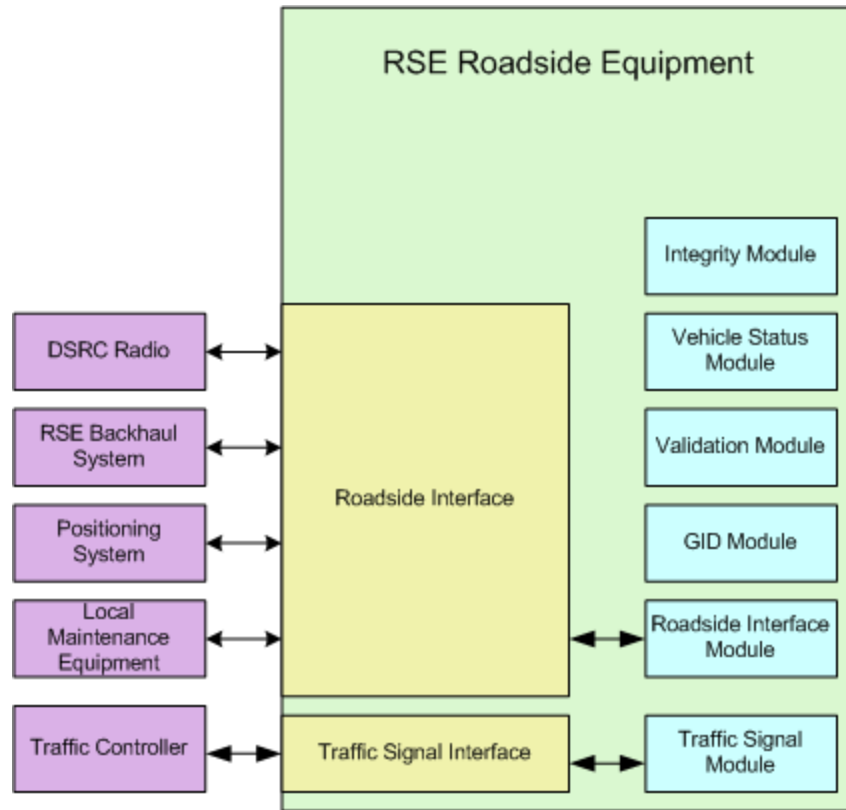 RSE Roadside Equipment
Integrity Module
DSRC Radio
Vehicle Status
Module
RSE Backhaul
System
Validation Module
Roadside Interface
Positioning
System
GID Module
Local
Maintenance
Equipment
Roadside Interface
Module
Traffic Controller
Traffic Signal Interface
Traffic Signal
Module